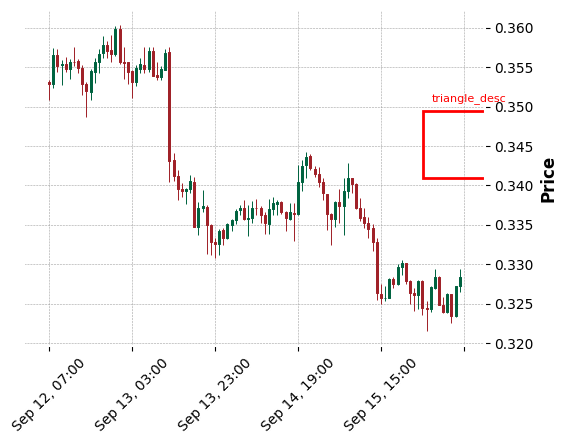 0.360
0.355
triangle_desc
0.350
0.345
0.340
0.335
0.330
0.325
0.320
Price
Sep 12, 07:00
Sep 13, 03:00
Sep 13, 23:00
Sep 14, 19:00
Sep 15, 15:00